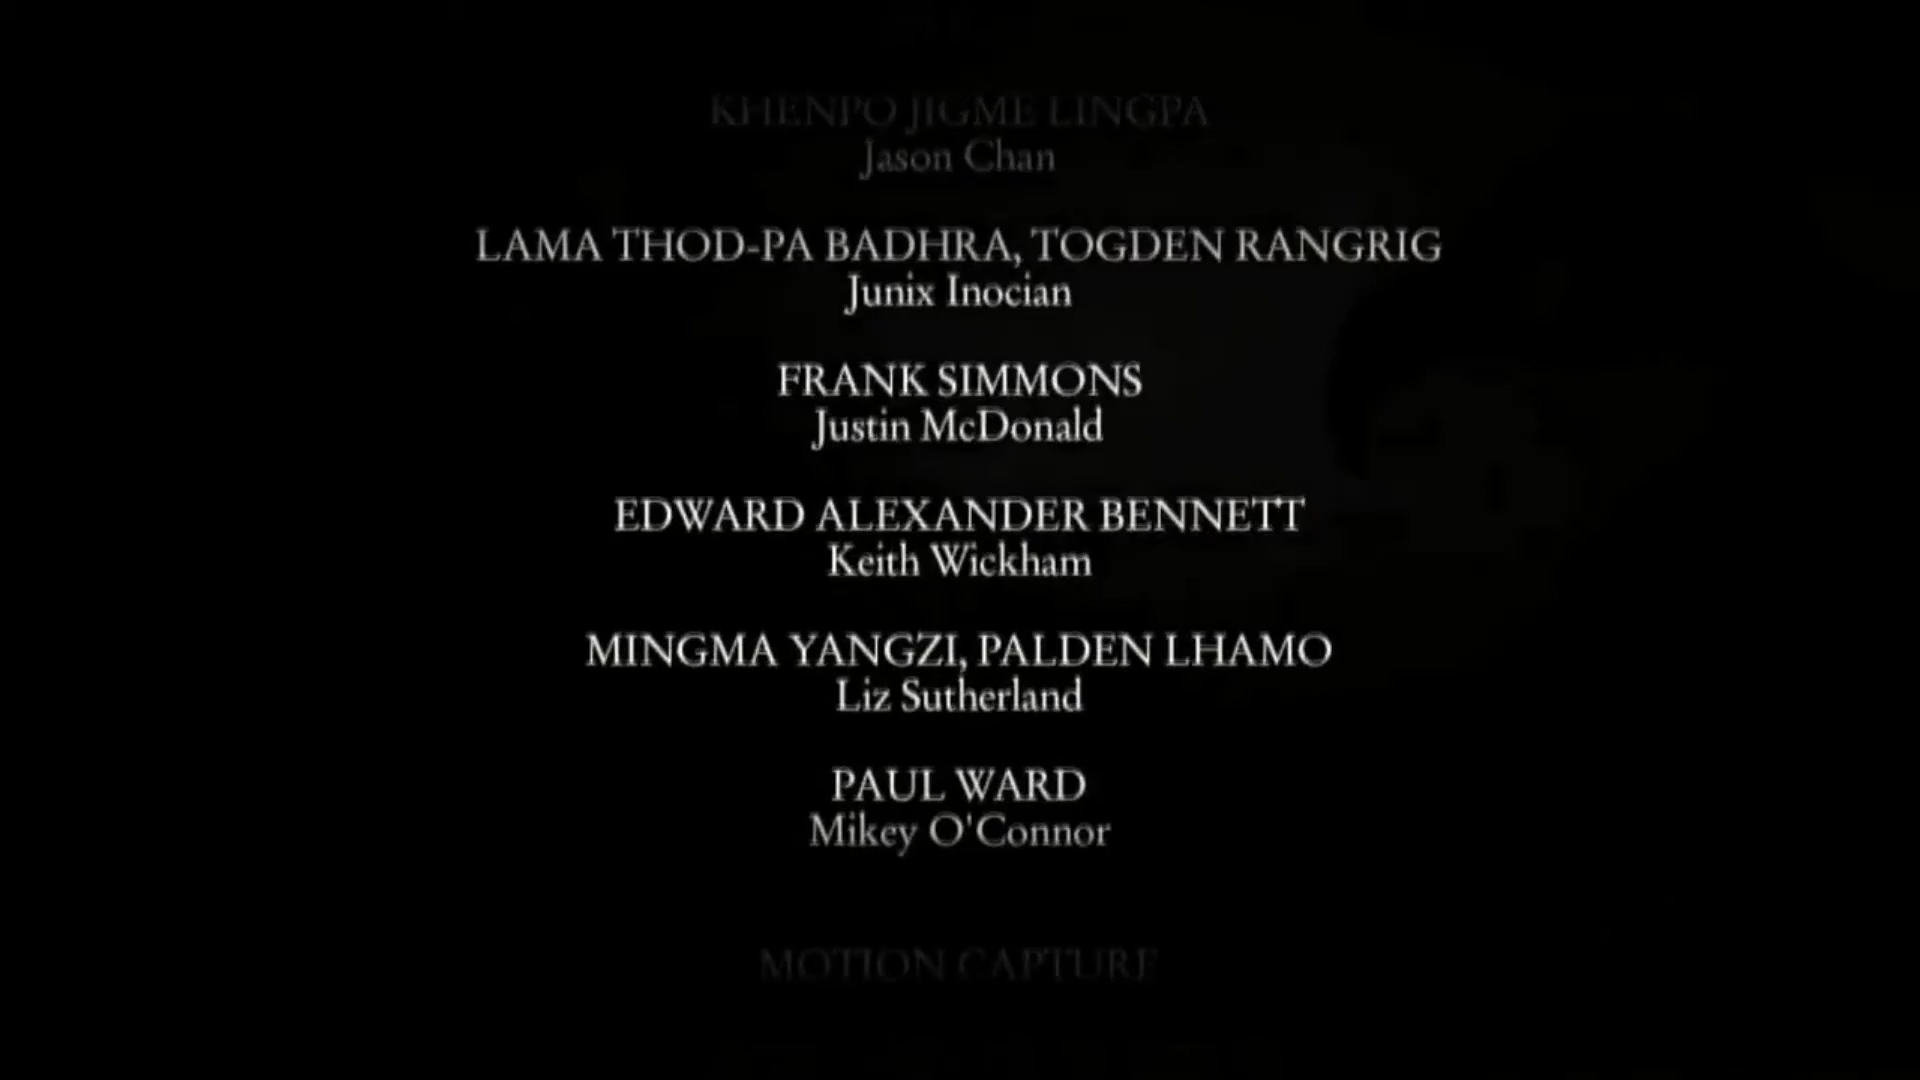 KHENPO JIGME LINGPA
Jason Chan
LAMA THOD-PA BADHRA, TOGDEN RANGRIG
Junix Inocian
FRANK SIMMONS
Justin McDonald
EDWARD ALEXANDER BENNETT
Keith Wickham
MINGMA YANGZI, PALDEN LHAMO
Liz Sutherland
PAUL WARD
Mikey O'Connor
MOTION CAPTURE